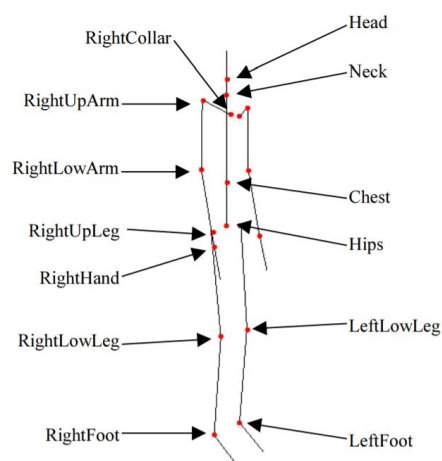 Head
RightCollar
Neck
RightUpArm
RightLowArm
Chest
RightUpLeg
Hips
RightHand
LeftLowLeg
RightLowLeg
RightFoot
LeftFoot